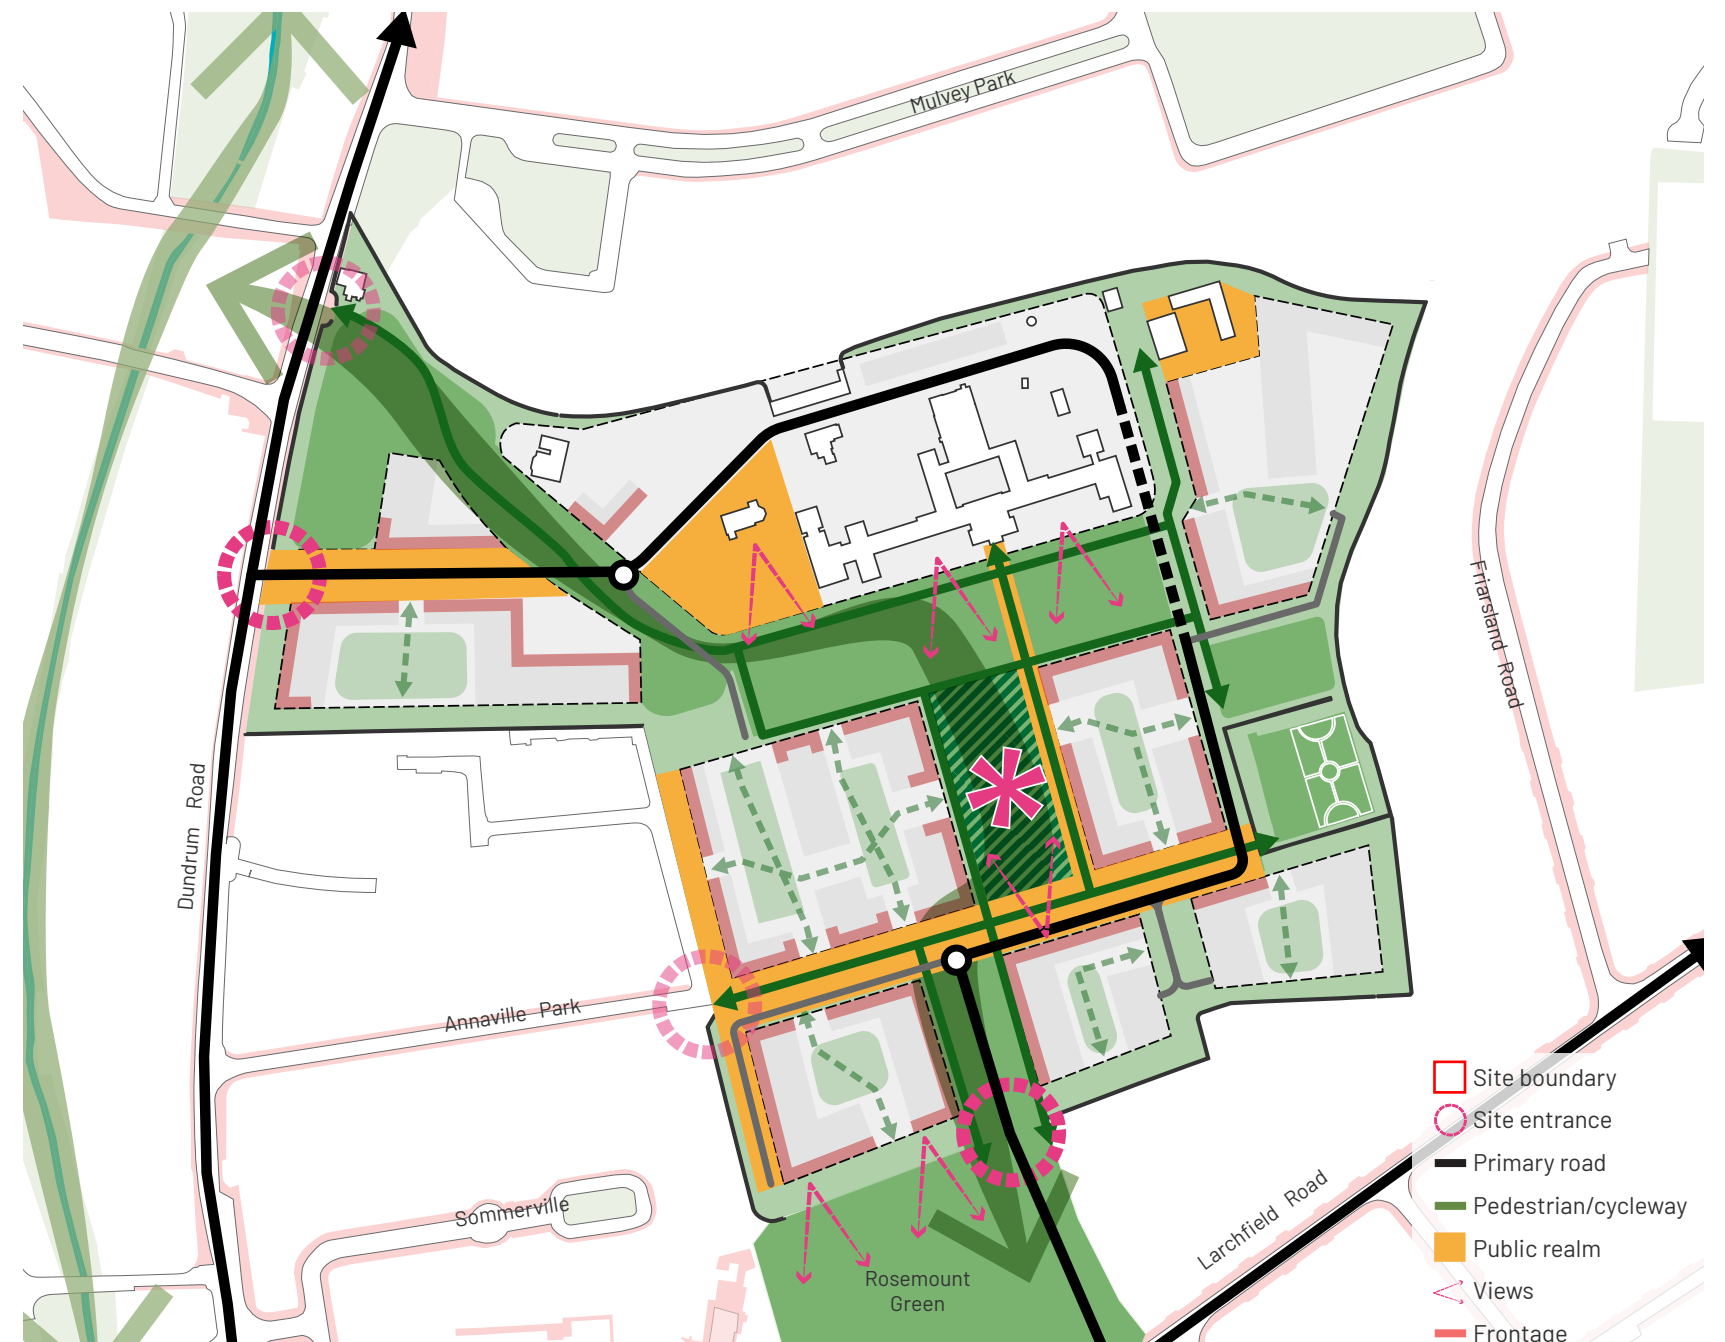 Mulvey Park
Friarsland Road
Dundrum Road
Annaville Park
Sommerville
Larchfield Road
Rosemount
Green
Site boundary
Site entrance
Primary road
Pedestrian/cycleway
Public realm
Views
Frontage